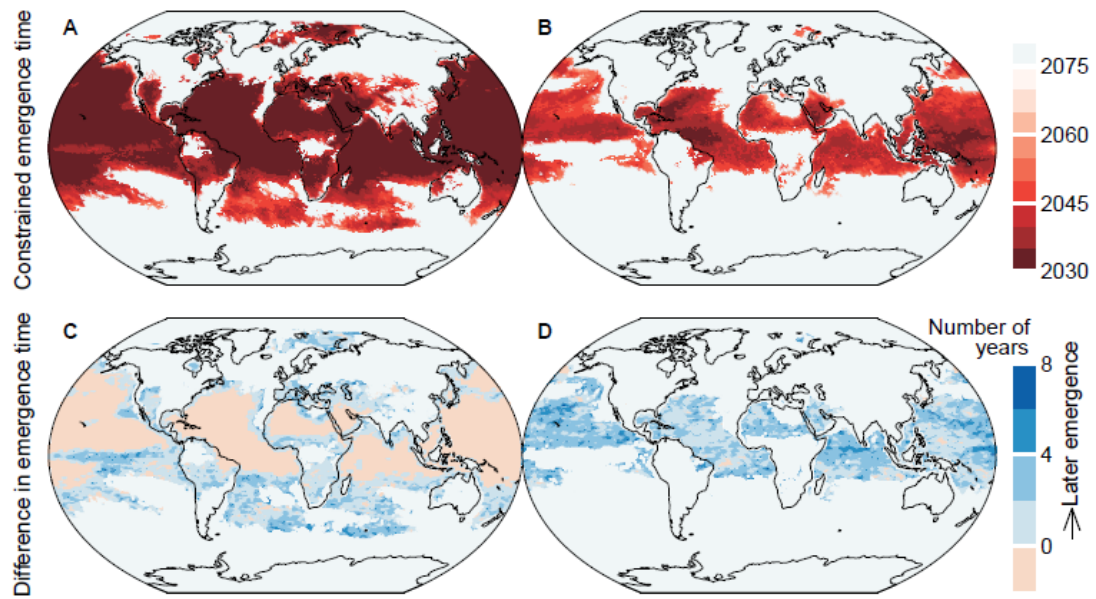 Constrained emergence time
A
B
2075
2060
2045
2030
Difference in emergence time
C
D
Number of
years
8
4
0
Later emergence